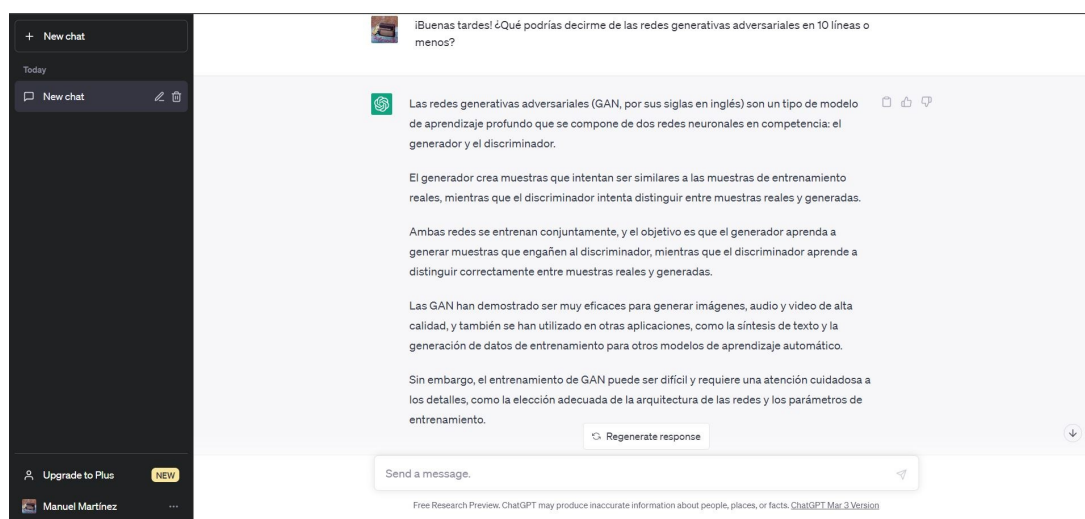 + New chat
Today
New chat
Upgrade to Plus NEW
Manuel Martínez ...
¡Buenas tardes! ¿Qué podrías decirme de las redes generativas adversariales en 10 líneas o
menos?
Las redes generativas adversariales (GAN, por sus siglas en inglés) son un tipo de modelo
de aprendizaje profundo que se compone de dos redes neuronales en competencia: el
generador y el discriminador.
El generador crea muestras que intentan ser similares a las muestras de entrenamiento
reales, mientras que el discriminador intenta distinguir entre muestras reales y generadas.
Ambas redes se entrenan conjuntamente, y el objetivo es que el generador aprenda a
generar muestras que engañen al discriminador, mientras que el discriminador aprende a
distinguir correctamente entre muestras reales y generadas.
Las GAN han demostrado ser muy eficaces para generar imágenes, audio y video de alta
calidad, y también se han utilizado en otras aplicaciones, como la síntesis de texto y la
generación de datos de entrenamiento para otros modelos de aprendizaje automático.
Sin embargo, el entrenamiento de GAN puede ser difícil y requiere una atención cuidadosa a
los detalles, como la elección adecuada de la arquitectura de las redes y los parámetros de
entrenamiento.
Regenerate response
Send a message.
Free Research Preview. ChatGPT may produce inaccurate information about people, places, or facts. ChatGPT Mar 3 Version